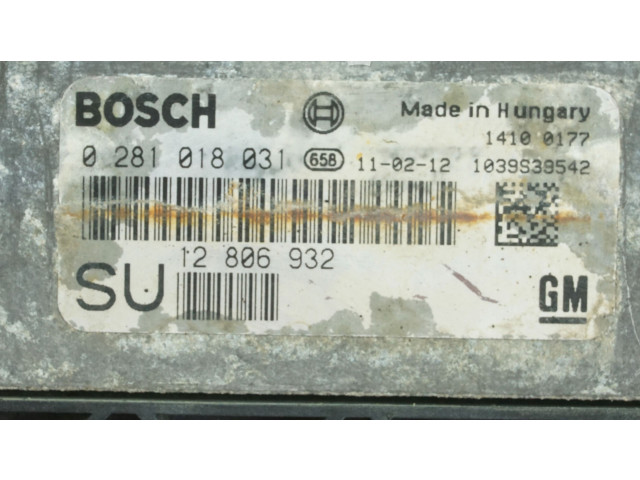 BOSCH
Made in Hungary
1410 0177
0 281 018 031 658 11-02-12 1039S39542
12 806 932
SU
GM